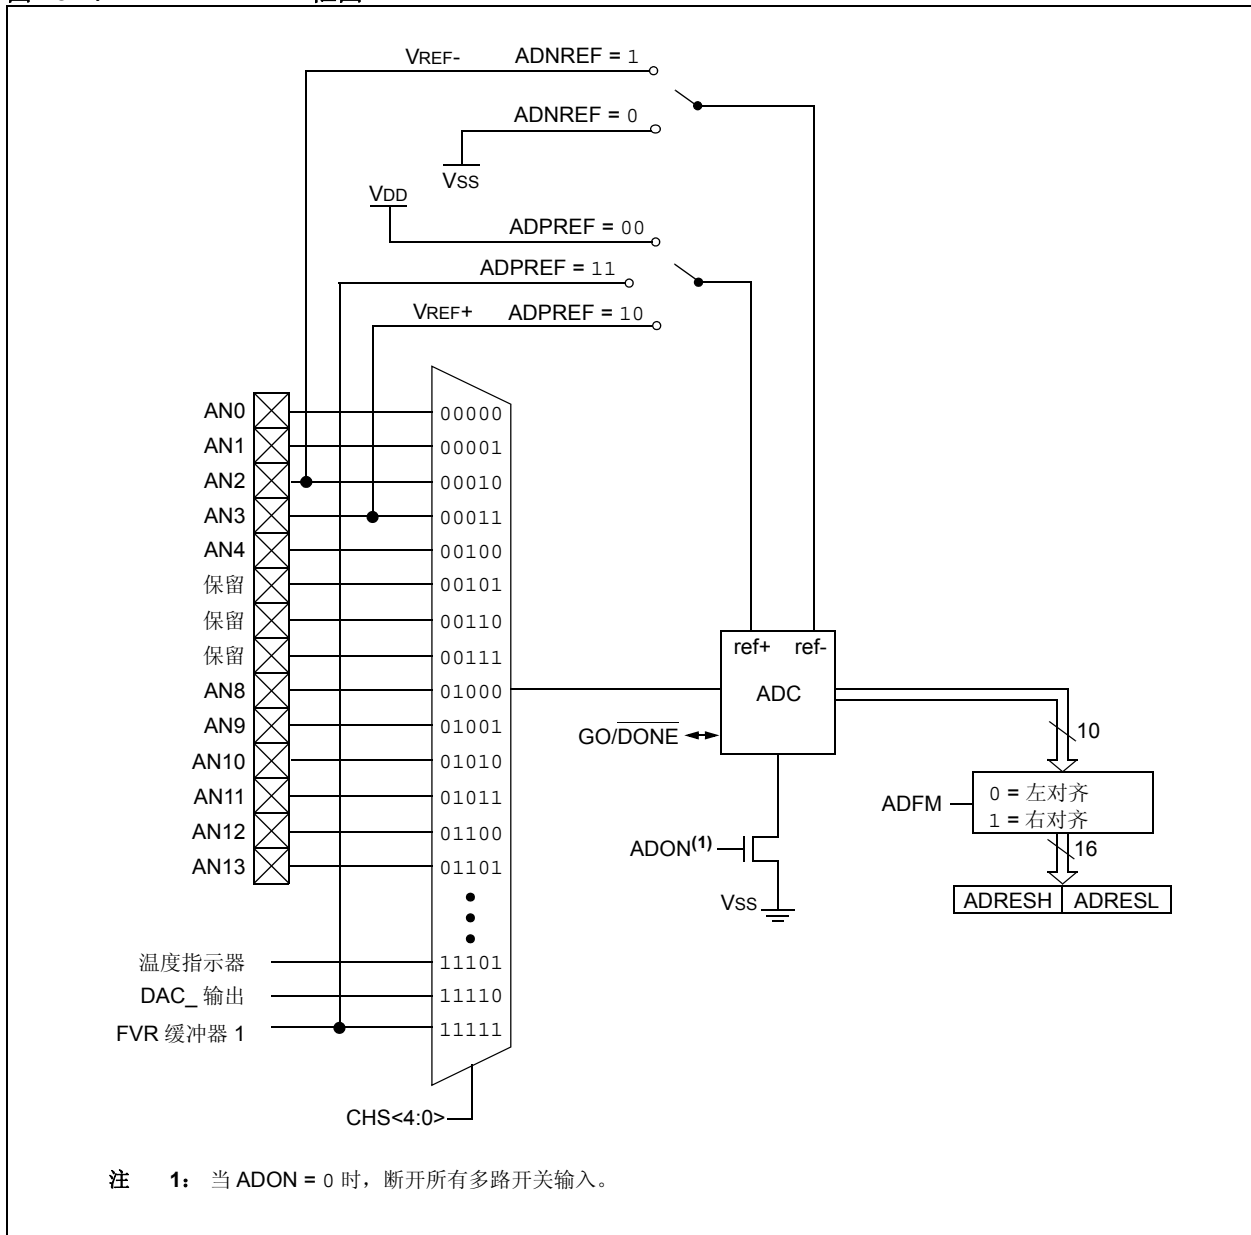 框图
VREF- ADNREF = 1
ADNREF = 0
VSS
VDD
ADPREF = 00
ADPREF = 11
VREF+ ADPREF = 10
AN0 00000
AN1 00001
AN2 00010
AN3 00011
AN4 00100
保留 00101
保留 00110
保留 00111
AN8 01000
AN9 01001
AN10 01010
AN11 01011
AN12 01100
AN13 01101
温度指示器 11101
DAC_ 输出 11110
FVR 缓冲器 1 11111
CHS<4:0>
ref+ ref-
ADC
GO/DONE
ADON(1)
VSS
10
ADFM
0 = 左对齐
1 = 右对齐
16
ADRESH ADRESL
注 1: 当 ADON = 0 时，断开所有多路开关输入。